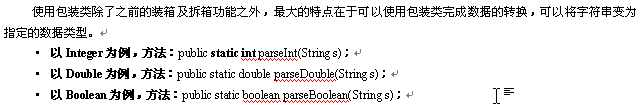 使用包装类除了之前的装箱及拆箱功能之外，最大的特点在于可以使用包装类完成数据的转换，可以将字符串变为
指定的数据类型。
• 以 Integer 为例，方法：public static int parseInt(String s)；
• 以 Double 为例，方法：public static double parseDouble(String s)；
• 以 Boolean 为例，方法：public static boolean parseBoolean(String s)；